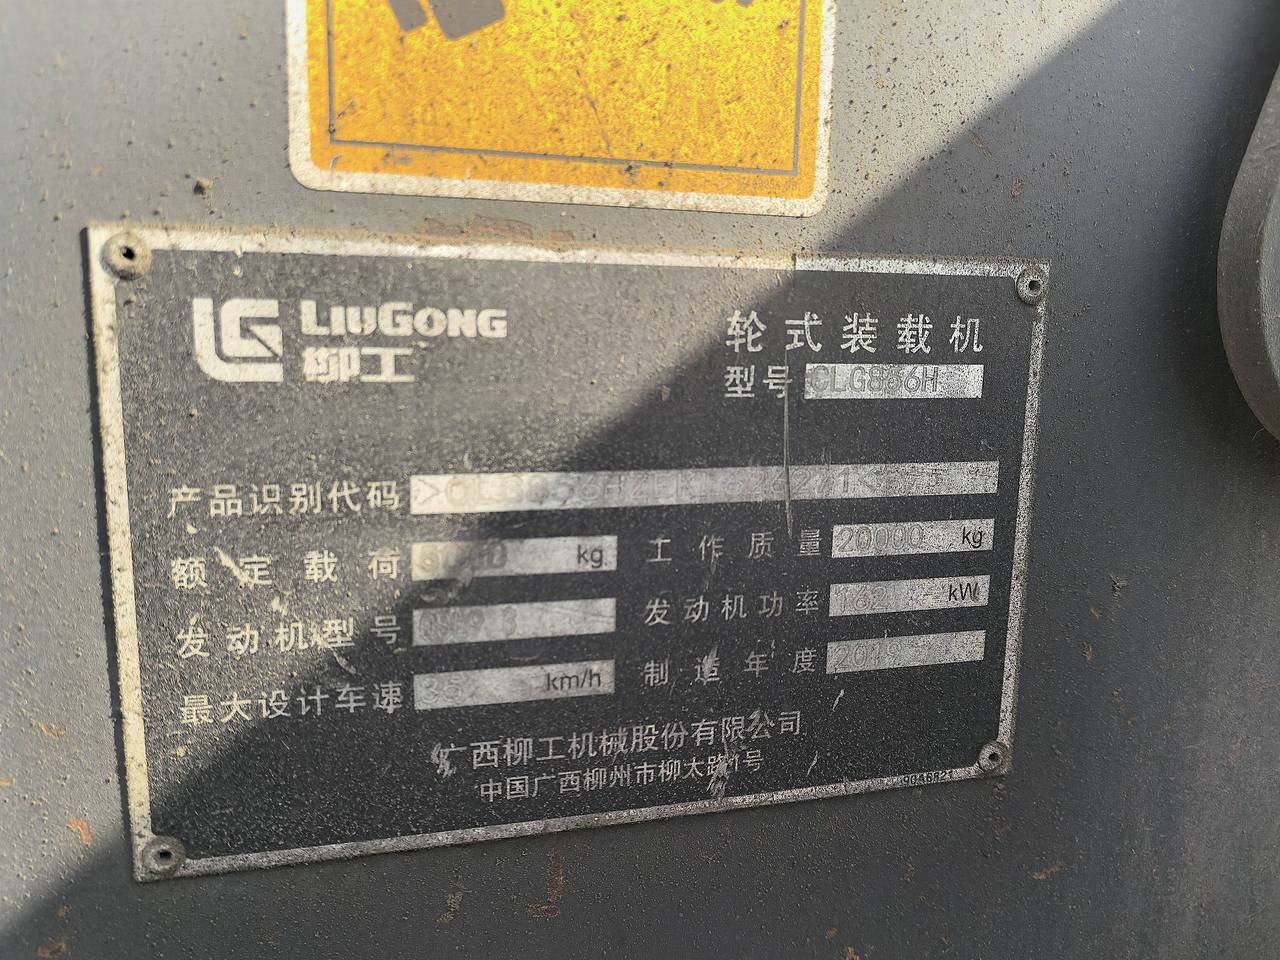 LIUGONG
柳工
轮式装载机
型号 CLG856H
产品识别代码
额定载荷 kg 工作质量 20000 kg
发动机型号 发动机功率 162 kW
最大设计车速 km/h 制造年度 2019
广西柳工机械股份有限公司
中国广西柳州市柳太路1号